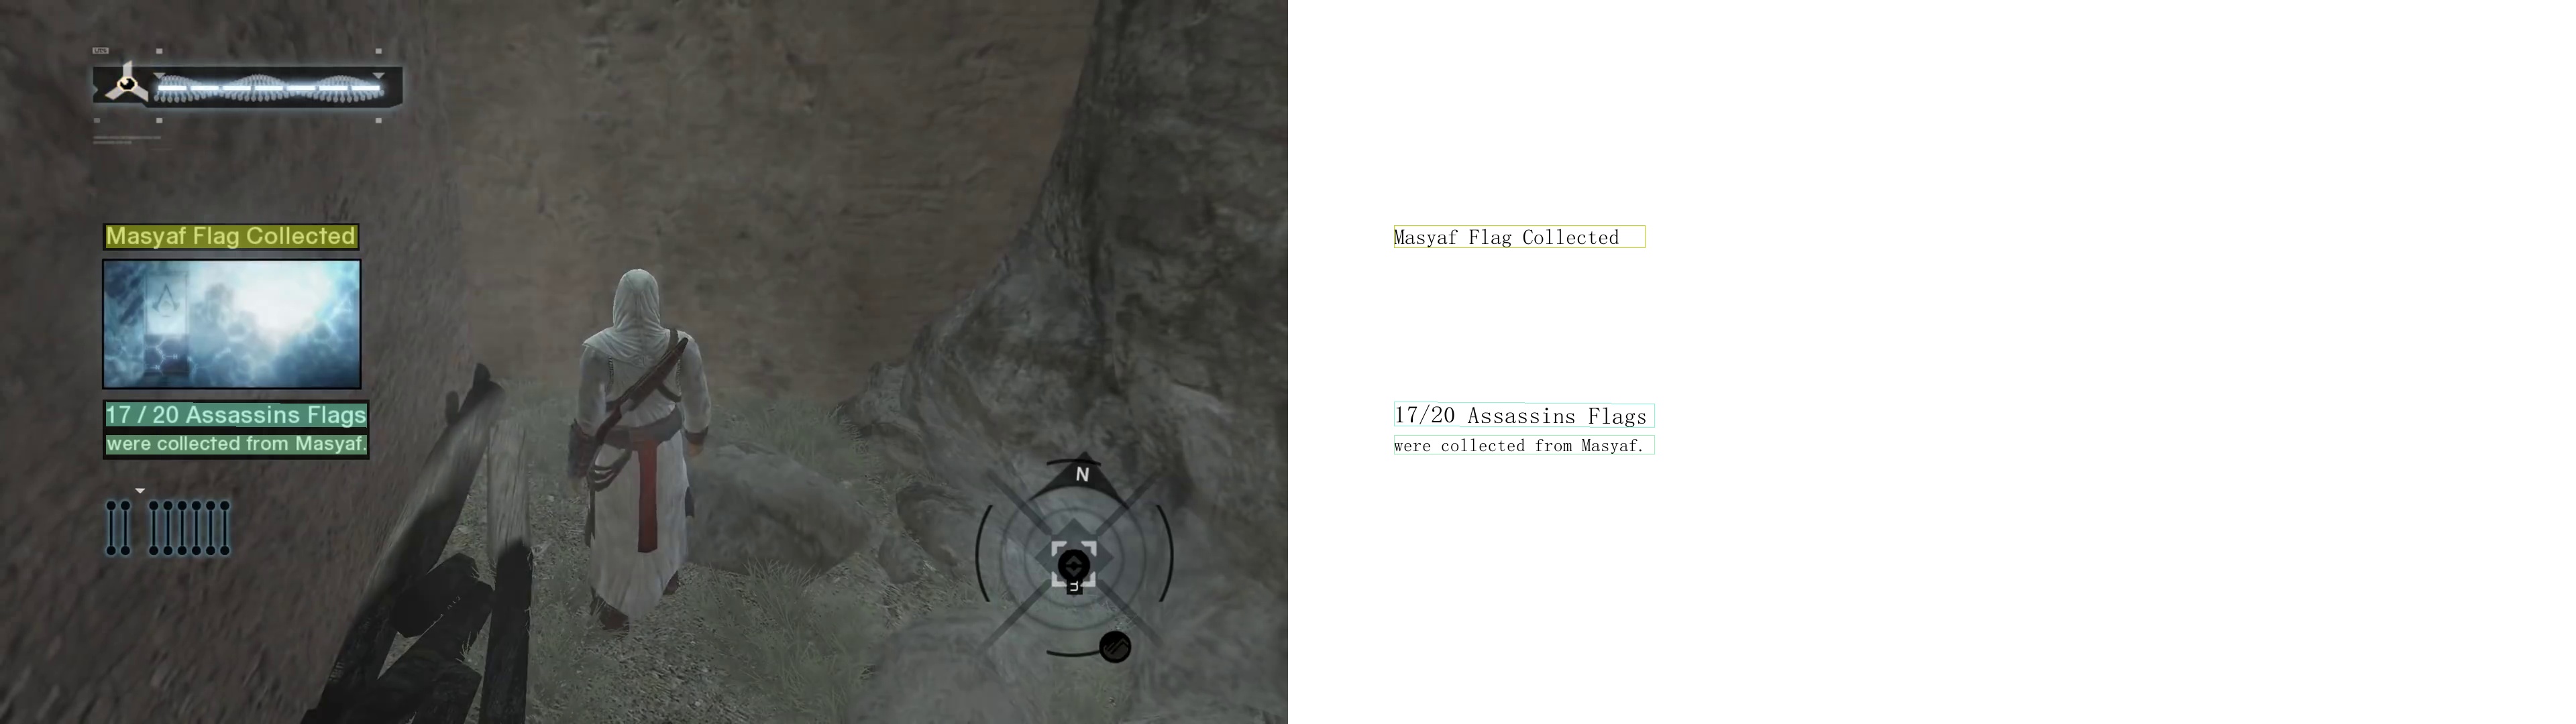 Masyaf Flag Collected
17 / 20 Assassins Flags
were collected from Masyaf.
N
Masyaf Flag Collected
17/20 Assassins Flags
were collected from Masyaf.